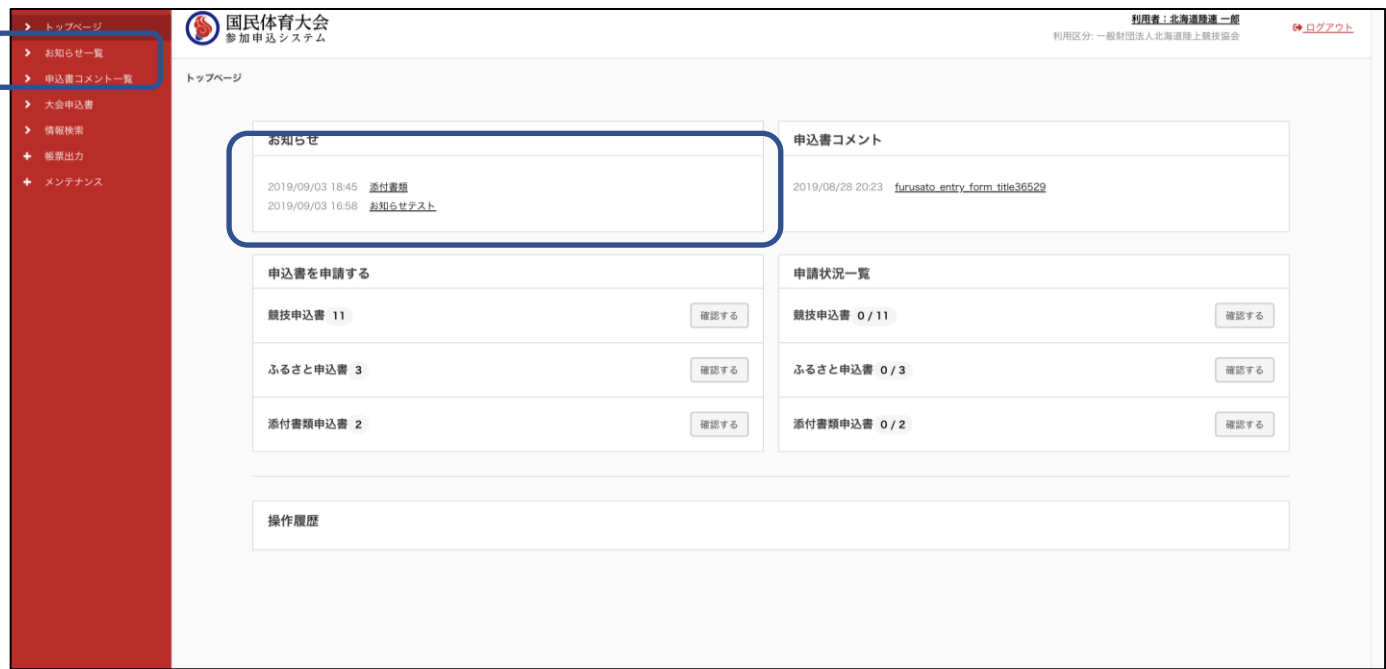 トップページ
お知らせ一覧
申込書コメント一覧
大会申込書
情報検索
帳票出力
メンテナンス
国民体育大会
参加申込システム
利用者：北海道陸連 一郎
利用区分: 一般財団法人北海道陸上競技協会
ログアウト
トップページ
お知らせ
2019/09/03 18:45 添付書類
2019/09/03 16:58 お知らせテスト
申込書コメント
2019/08/28 20:23 furusato_entry_form_title36529
申込書を申請する
競技申込書 11 確認する
ふるさと申込書 3 確認する
添付書類申込書 2 確認する
申請状況一覧
競技申込書 0 / 11 確認する
ふるさと申込書 0 / 3 確認する
添付書類申込書 0 / 2 確認する
操作履歴